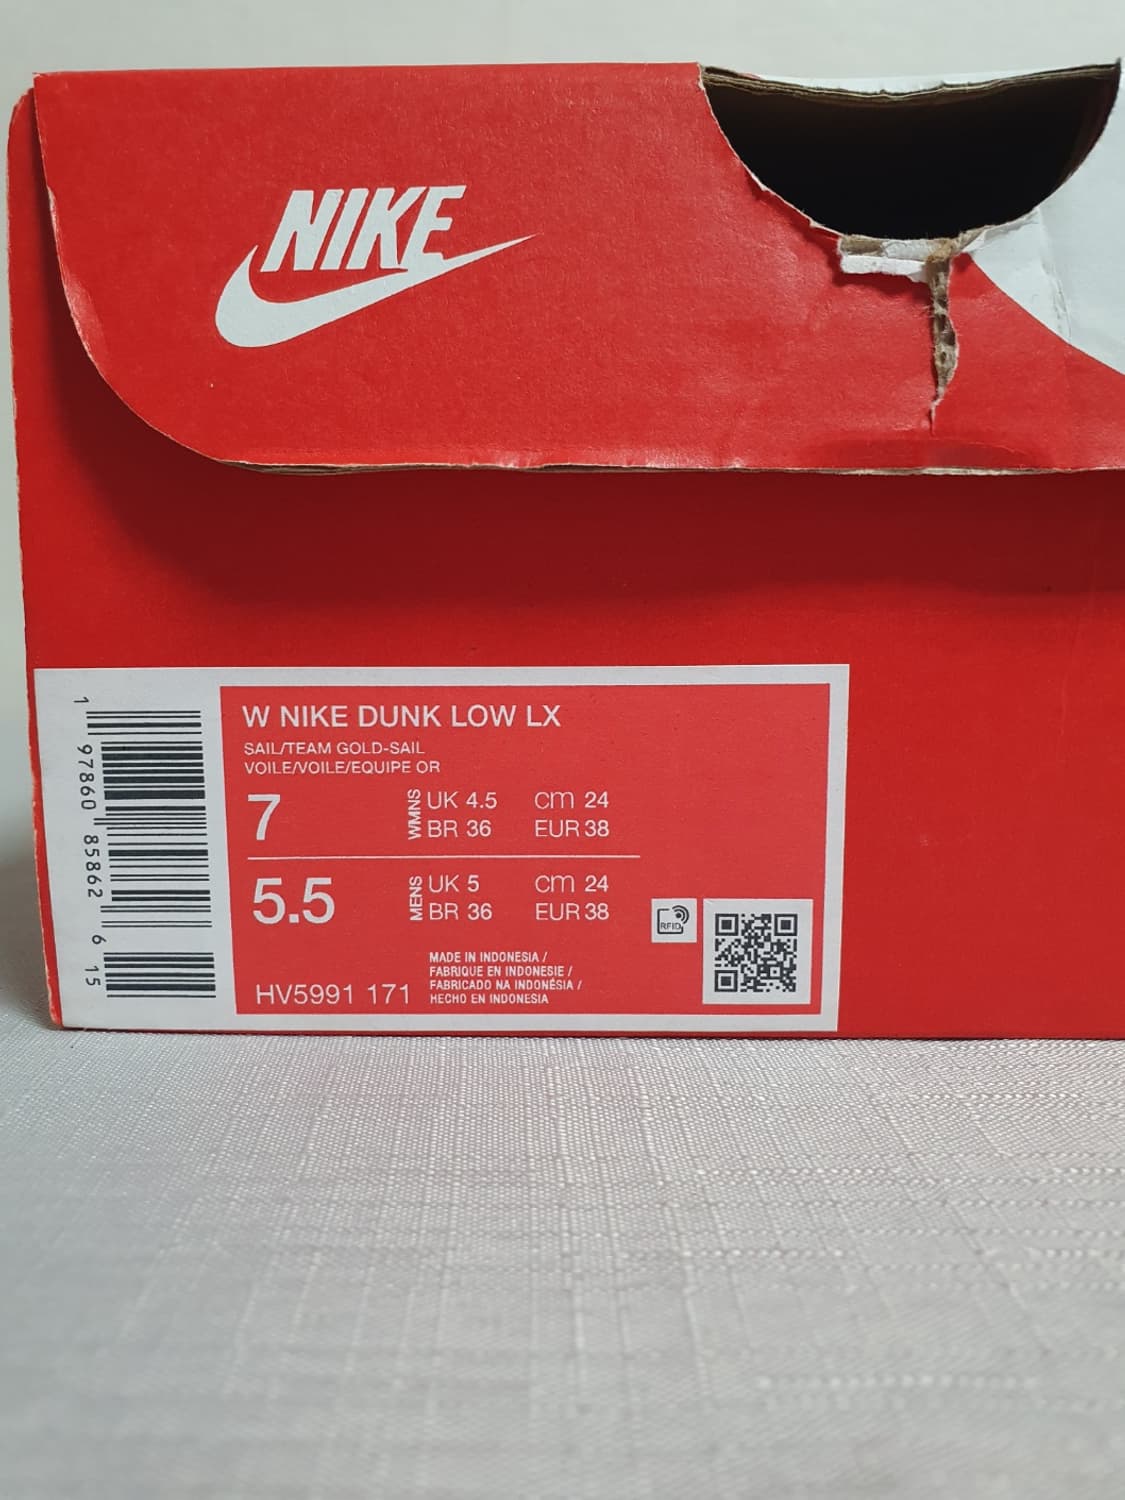 NIKE
W NIKE DUNK LOW LX
SAIL/TEAM GOLD-SAIL
VOILE/VOILE/EQUIPE OR
7 WMNS UK 4.5 cm 24
BR 36 EUR 38
5.5 MENS UK 5 cm 24
BR 36 EUR 38
MADE IN INDONESIA /
FABRIQUE EN INDONESIE /
FABRICADO NA INDONÉSIA /
HECHO EN INDONESIA
HV5991 171
RFID
1 97860 85862 6 15